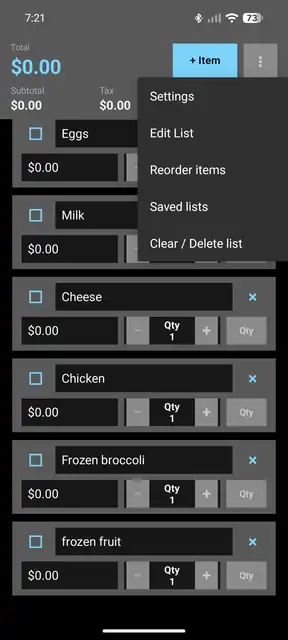 7:21
73
Total
$0.00
+ Item
Subtotal
Tax
$0.00
$0.00
Settings
Edit List
Reorder items
Saved lists
Clear / Delete list
Eggs
$0.00
Milk
$0.00
Cheese
×
$0.00
−
Qty
1
+
Qty
Chicken
×
$0.00
−
Qty
1
+
Qty
Frozen broccoli
×
$0.00
−
Qty
1
+
Qty
frozen fruit
×
$0.00
−
Qty
1
+
Qty